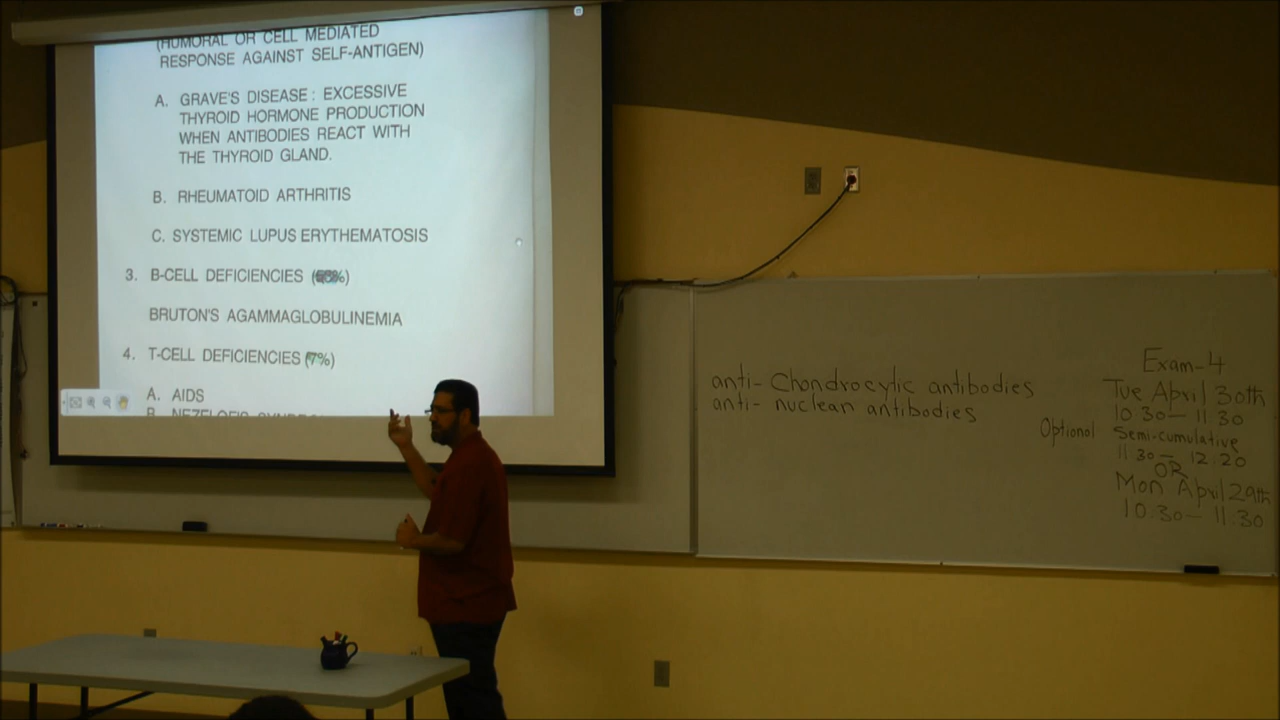 (HUMORAL OR CELL MEDIATED
RESPONSE AGAINST SELF-ANTIGEN)
A. GRAVE'S DISEASE : EXCESSIVE
THYROID HORMONE PRODUCTION
WHEN ANTIBODIES REACT WITH
THE THYROID GLAND.
B. RHEUMATOID ARTHRITIS
C. SYSTEMIC LUPUS ERYTHEMATOSIS
3. B-CELL DEFICIENCIES
BRUTON'S AGAMMAGLOBULINEMIA
4. T-CELL DEFICIENCIES (7%)
A. AIDS
B.
anti- Chondrocytic antibodies
anti- nuclear antibodies
Exam-4
Tue April 30th
10:30 - 11:30
Optional Semi-cumulative
11:30 - 12:20
OR
Mon April 29th
10:30 - 11:30